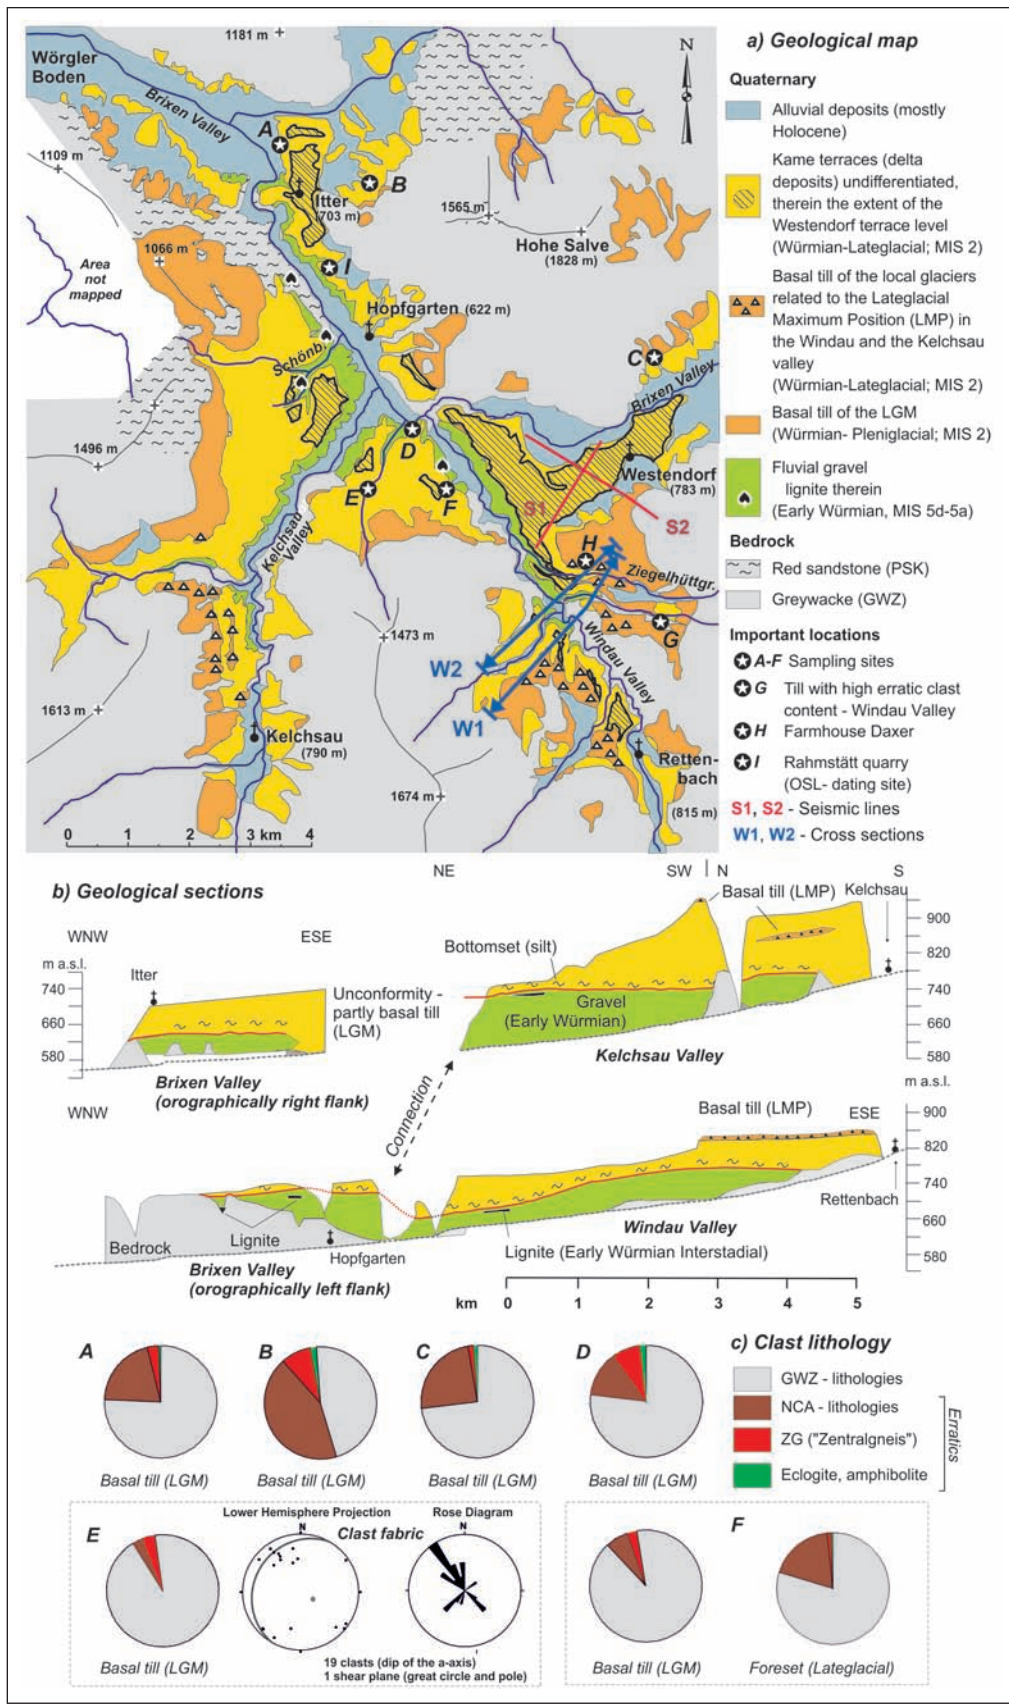 1181 m
Wörgler
Boden
Brixen Valley
N
A
B
1109 m
Itter
(703 m)
1565 m
Hohe Salve
(1828 m)
1066 m
Area
not
mapped
I
Hopfgarten (622 m)
Schönb.
C
Brixen Valley
1496 m
D
E
F
Westendorf
(783 m)
S1
S2
H
Ziegelhüttgr.
Kelchsau
Valley
1473 m
G
W2
Windau Valley
W1
1613 m
Kelchsau
(790 m)
Retten-
bach
(815 m)
1674 m
0 1 2 3 km 4
a) Geological map
Quaternary
Alluvial deposits (mostly
Holocene)
Kame terraces (delta
deposits) undifferentiated,
therein the extent of the
Westendorf terrace level
(Würmian-Lateglacial; MIS 2)
Basal till of the local glaciers
related to the Lateglacial
Maximum Position (LMP) in
the Windau and the Kelchsau
valley
(Würmian-Lateglacial; MIS 2)
Basal till of the LGM
(Würmian- Pleniglacial; MIS 2)
Fluvial gravel
lignite therein
(Early Würmian, MIS 5d-5a)
Bedrock
Red sandstone (PSK)
Greywacke (GWZ)
Important locations
A-F Sampling sites
G Till with high erratic clast
content - Windau Valley
H Farmhouse Daxer
I Rahmstätt quarry
(OSL- dating site)
S1, S2 - Seismic lines
W1, W2 - Cross sections
b) Geological sections
NE SW N S
Basal till (LMP)
Kelchsau
WNW ESE
Bottomset (silt)
m a.s.l.
Itter
740
660
580
Unconformity -
partly basal till
(LGM)
Gravel
(Early Würmian)
900
820
740
660
580
m a.s.l.
Kelchsau Valley
Brixen Valley
(orographically right flank)
Connection
WNW
Basal till (LMP)
ESE
900
820
740
660
580
Rettenbach
Windau Valley
Bedrock
Lignite
Hopfgarten
Lignite (Early Würmian Interstadial)
Brixen Valley
(orographically left flank)
km 0 1 2 3 4 5
c) Clast lithology
A
B
C
D
GWZ - lithologies
NCA - lithologies
ZG ("Zentralgneis")
Eclogite, amphibolite
Erratics
Basal till (LGM)
Basal till (LGM)
Basal till (LGM)
Basal till (LGM)
Lower Hemisphere Projection
Rose Diagram
N
Clast fabric
N
E
F
19 clasts (dip of the a-axis)
1 shear plane (great circle and pole)
Basal till (LGM)
Basal till (LGM)
Foreset (Lateglacial)